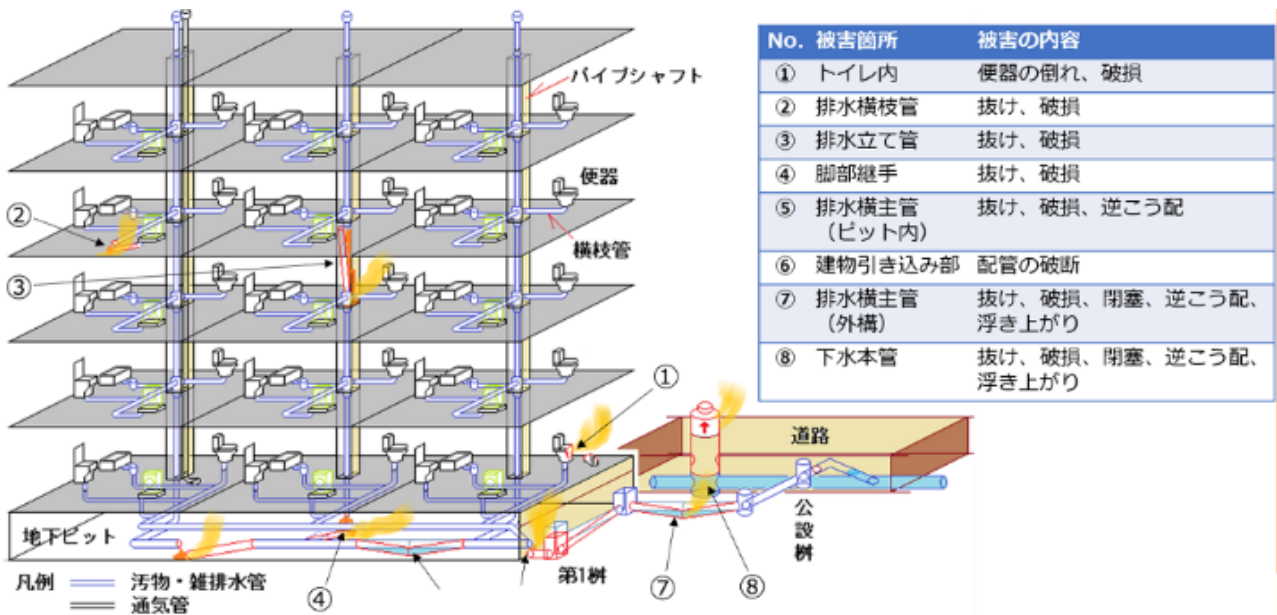 パイプシャフト
便器
横枝管
②
③
①
地下ピット
道路
公設桝
第1桝
④
⑦
⑧
凡例
汚物・雑排水管
通気管
No. 被害箇所 被害の内容
① トイレ内 便器の倒れ、破損
② 排水横枝管 抜け、破損
③ 排水立て管 抜け、破損
④ 脚部継手 抜け、破損
⑤ 排水横主管 抜け、破損、逆こう配
（ピット内）
⑥ 建物引き込み部 配管の破断
⑦ 排水横主管 抜け、破損、閉塞、逆こう配、
（外構） 浮き上がり
⑧ 下水本管 抜け、破損、閉塞、逆こう配、
浮き上がり